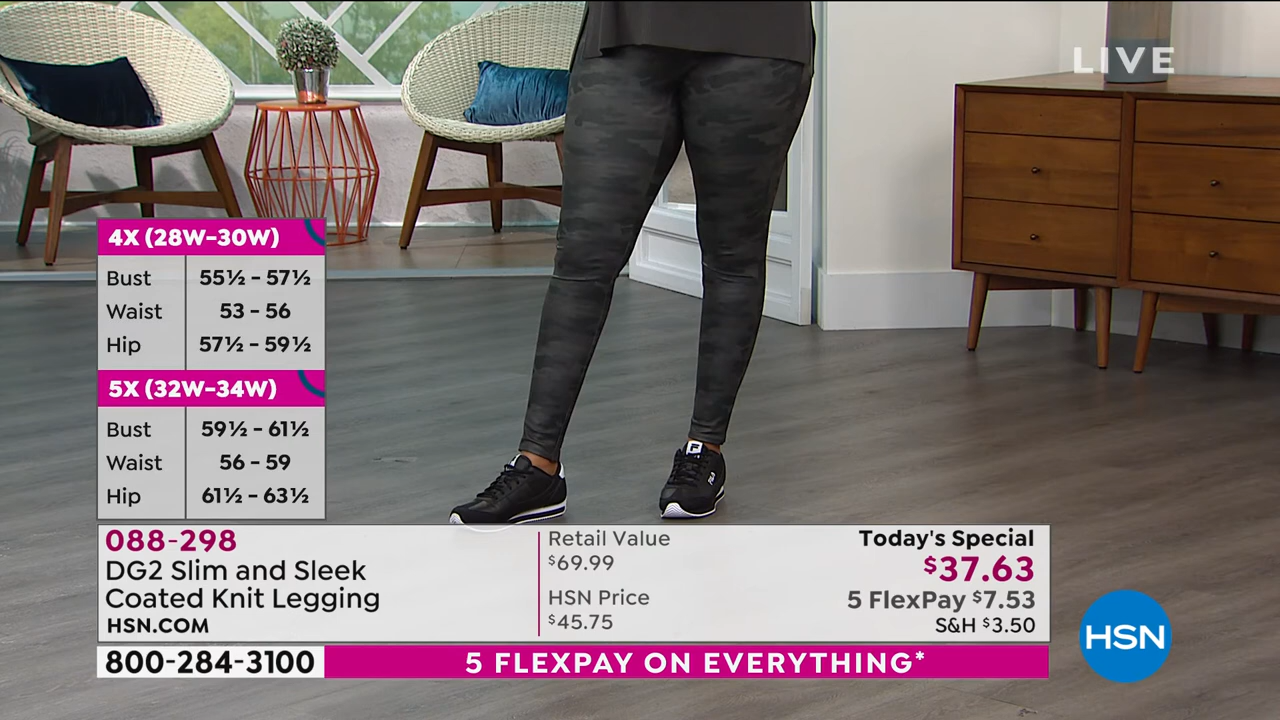 LIVE
4X (28W-30W)
Bust 55½ - 57½
Waist 53 - 56
Hip 57½ - 59½
5X (32W-34W)
Bust 59½ - 61½
Waist 56 - 59
Hip 61½ - 63½
088-298
DG2 Slim and Sleek
Coated Knit Legging
HSN.COM
Retail Value
$69.99
HSN Price
$45.75
Today's Special
$37.63
5 FlexPay $7.53
S&H $3.50
HSN
800-284-3100
5 FLEXPAY ON EVERYTHING*
F
FILA